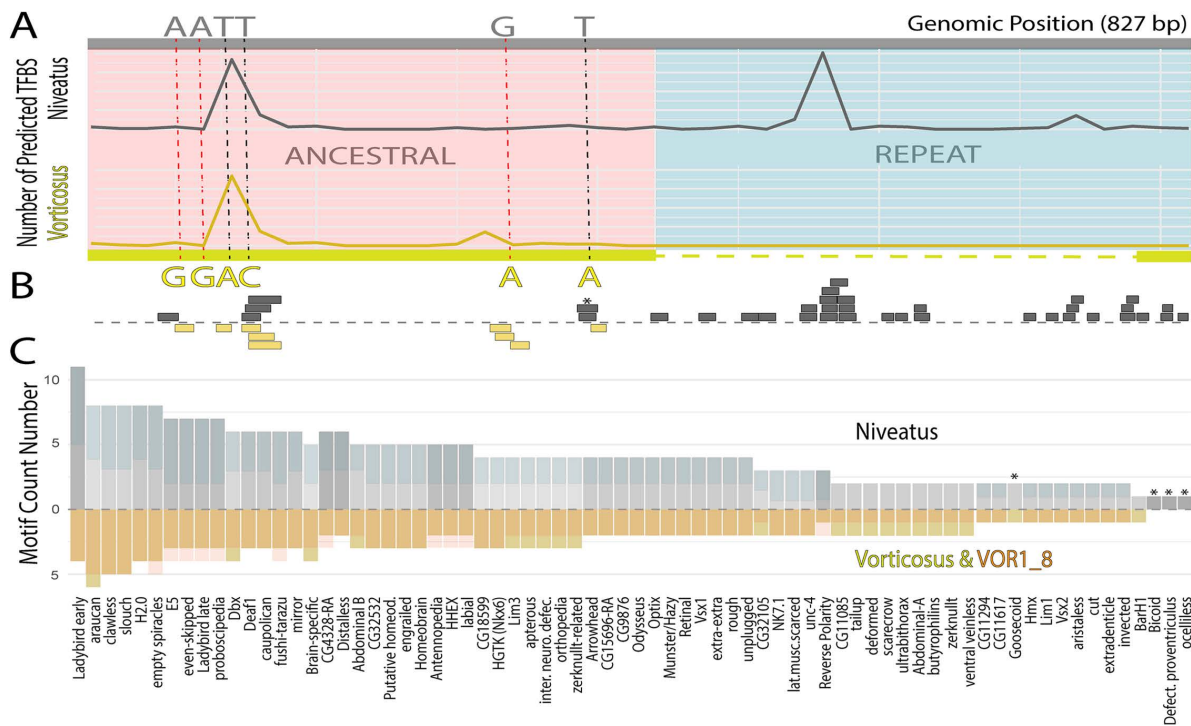 A
AATT G T
Genomic Position (827 bp)
Number of Predicted TFBS
Niveatus
Vorticosus
ANCESTRAL
REPEAT
G G A C A A
B
*
C
Motif Count Number
10
5
0
5
Niveatus
*
* * *
Vorticosus & VOR1_8
Ladybird early
araucan
clawless
slouch
H2.0
empty spiracles
E5
even-skipped
Ladybird late
proboscipedia
Dbx
Deaf1
caupolican
fush-tarazu
mirror
Brain-specific
CG4328-RA
Distalless
Abdominal B
CG32532
Putative homeod.
engrailed
Homeobrain
Antennopedia
HHEX
labial
CG18599
HGTK (Nkx6)
Lim3
apterous
inter. neuro. defec.
orthopedia
zerknullt-related
Arrowhead
CG15696-RA
CG9876
Odysseus
Optix
Munster/Hazy
Retinal
Vsx1
extra-extra
rough
unplugged
CG32105
NK7.1
lat.musc.scarced
unc-4
Reverse Polarity
CG11085
tailup
deformed
scarecrow
ultrabithorax
Abdominal-A
butyrophilins
zerknullt
ventral veinless
CG11294
CG11617
Goosecoid
Hmx
Lim1
Vsx2
aristaless
cut
extradenticle
invected
BarH1
Bicoid
Defect. proventriculus
ocelliless